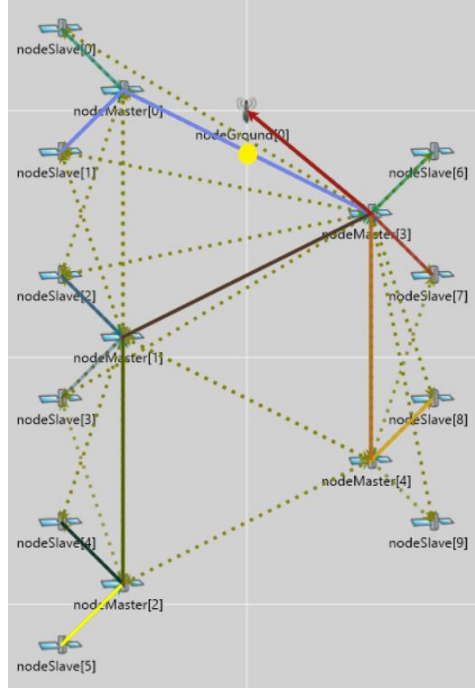 nodeSlave[0]
nodeMaster[0]
nodeGround[0]
nodeSlave[1]
nodeSlave[6]
nodeMaster[3]
nodeSlave[7]
nodeSlave[2]
nodeMaster[1]
nodeSlave[3]
nodeSlave[8]
nodeMaster[4]
nodeSlave[4]
nodeSlave[9]
nodeMaster[2]
nodeSlave[5]